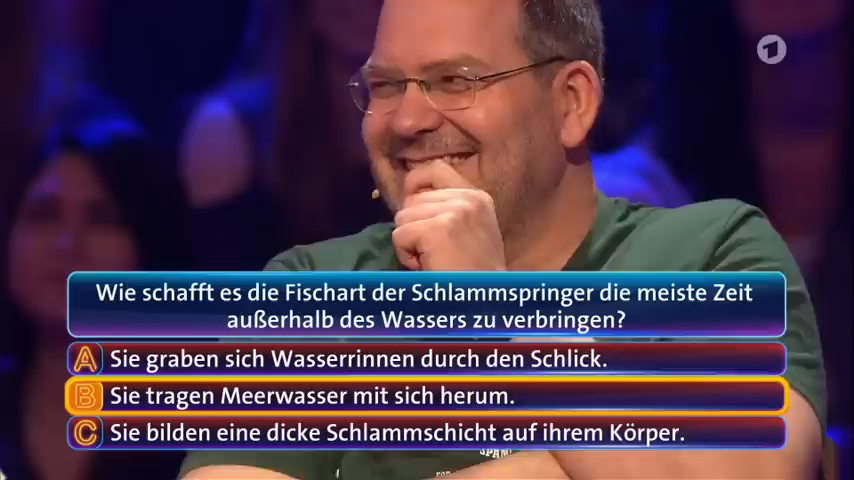 1
Wie schafft es die Fischart der Schlammspringer die meiste Zeit
außerhalb des Wassers zu verbringen?
A Sie graben sich Wasserrinnen durch den Schlick.
B Sie tragen Meerwasser mit sich herum.
C Sie bilden eine dicke Schlammschicht auf ihrem Körper.